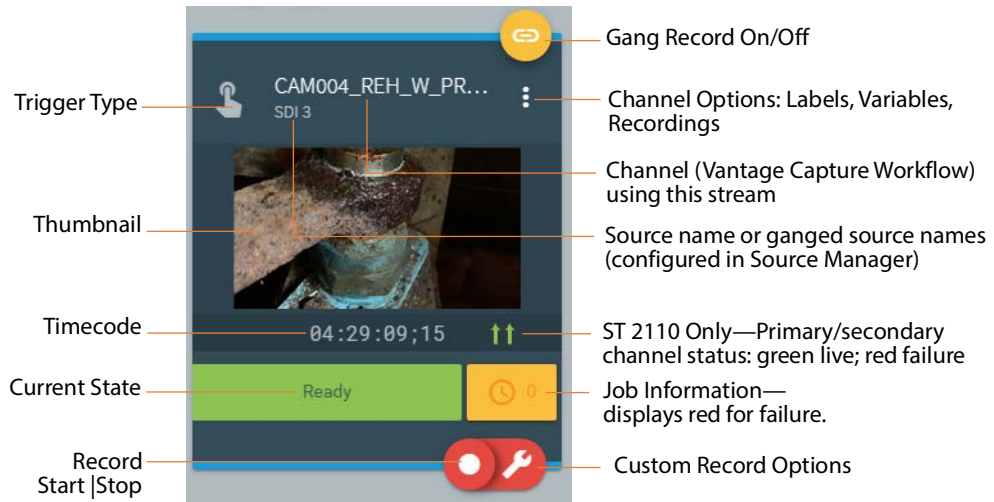 Gang Record On/Off
Trigger Type
CAM004_REH_W_PR...
SDI 3
Channel Options: Labels, Variables,
Recordings
Channel (Vantage Capture Workflow)
using this stream
Thumbnail
Source name or ganged source names
(configured in Source Manager)
Timecode
04:29:09;15
ST 2110 Only—Primary/secondary
channel status: green live; red failure
Current State
Ready
0
Job Information—
displays red for failure.
Record
Start |Stop
Custom Record Options